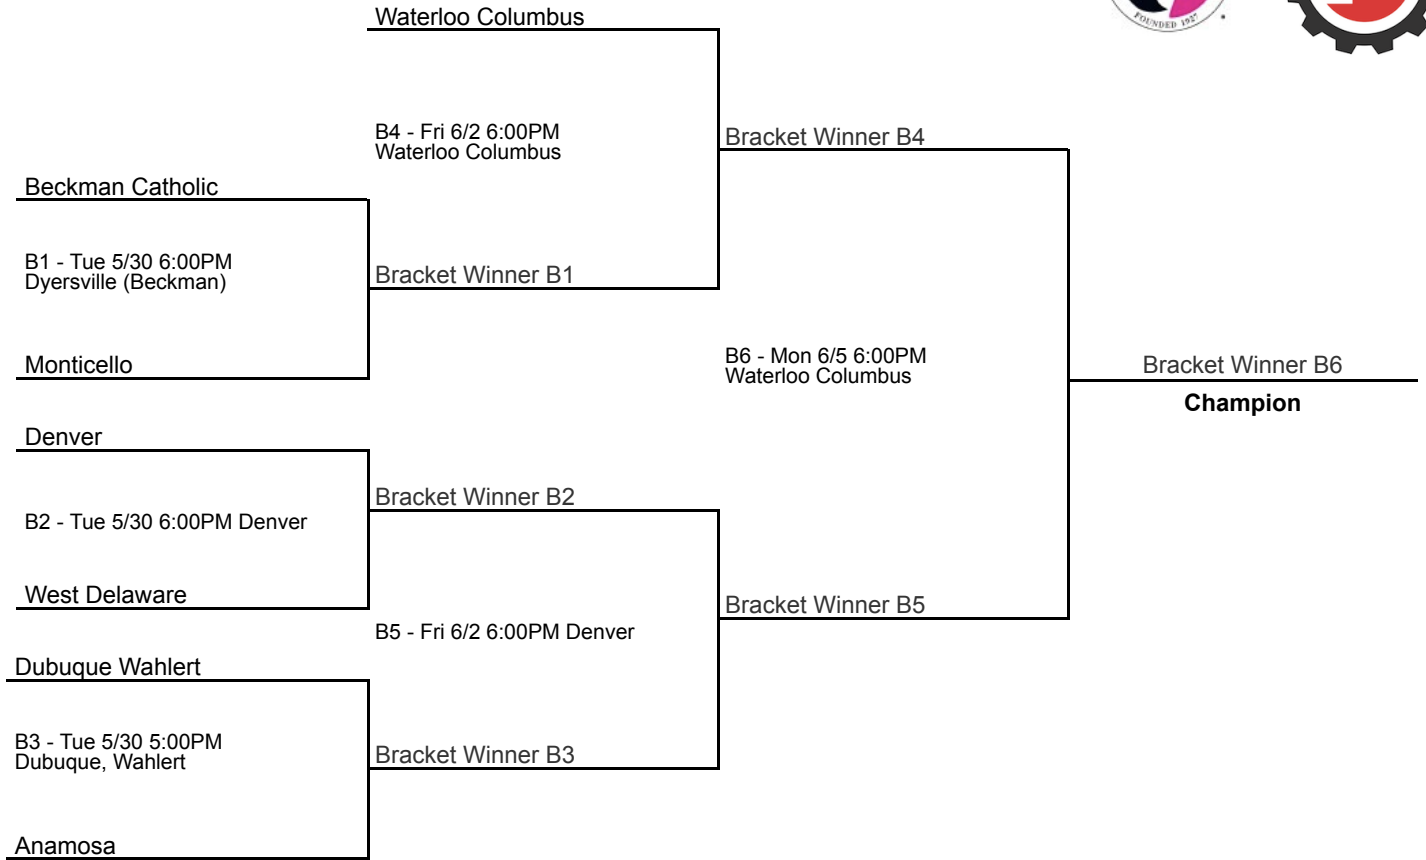 Waterloo Columbus
FOUNDED 1927
B4 - Fri 6/2 6:00PM
Waterloo Columbus
Bracket Winner B4
Beckman Catholic
B1 - Tue 5/30 6:00PM
Dyersville (Beckman)
Bracket Winner B1
Monticello
B6 - Mon 6/5 6:00PM
Waterloo Columbus
Bracket Winner B6
Champion
Denver
Bracket Winner B2
B2 - Tue 5/30 6:00PM Denver
West Delaware
Bracket Winner B5
B5 - Fri 6/2 6:00PM Denver
Dubuque Wahlert
B3 - Tue 5/30 5:00PM
Dubuque, Wahlert
Bracket Winner B3
Anamosa